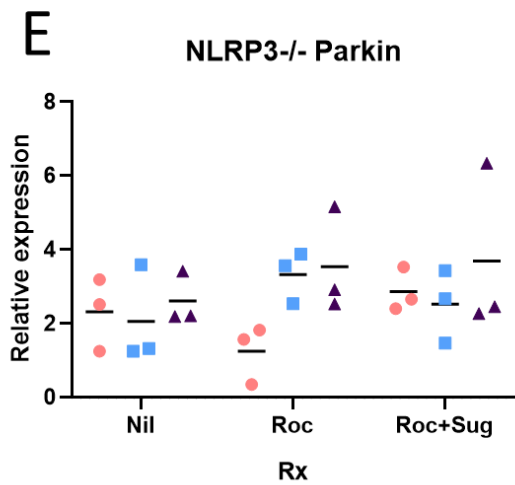 E
NLRP3-/- Parkin
Relative expression
8
6
4
2
0
Nil Roc Roc+Sug
Rx